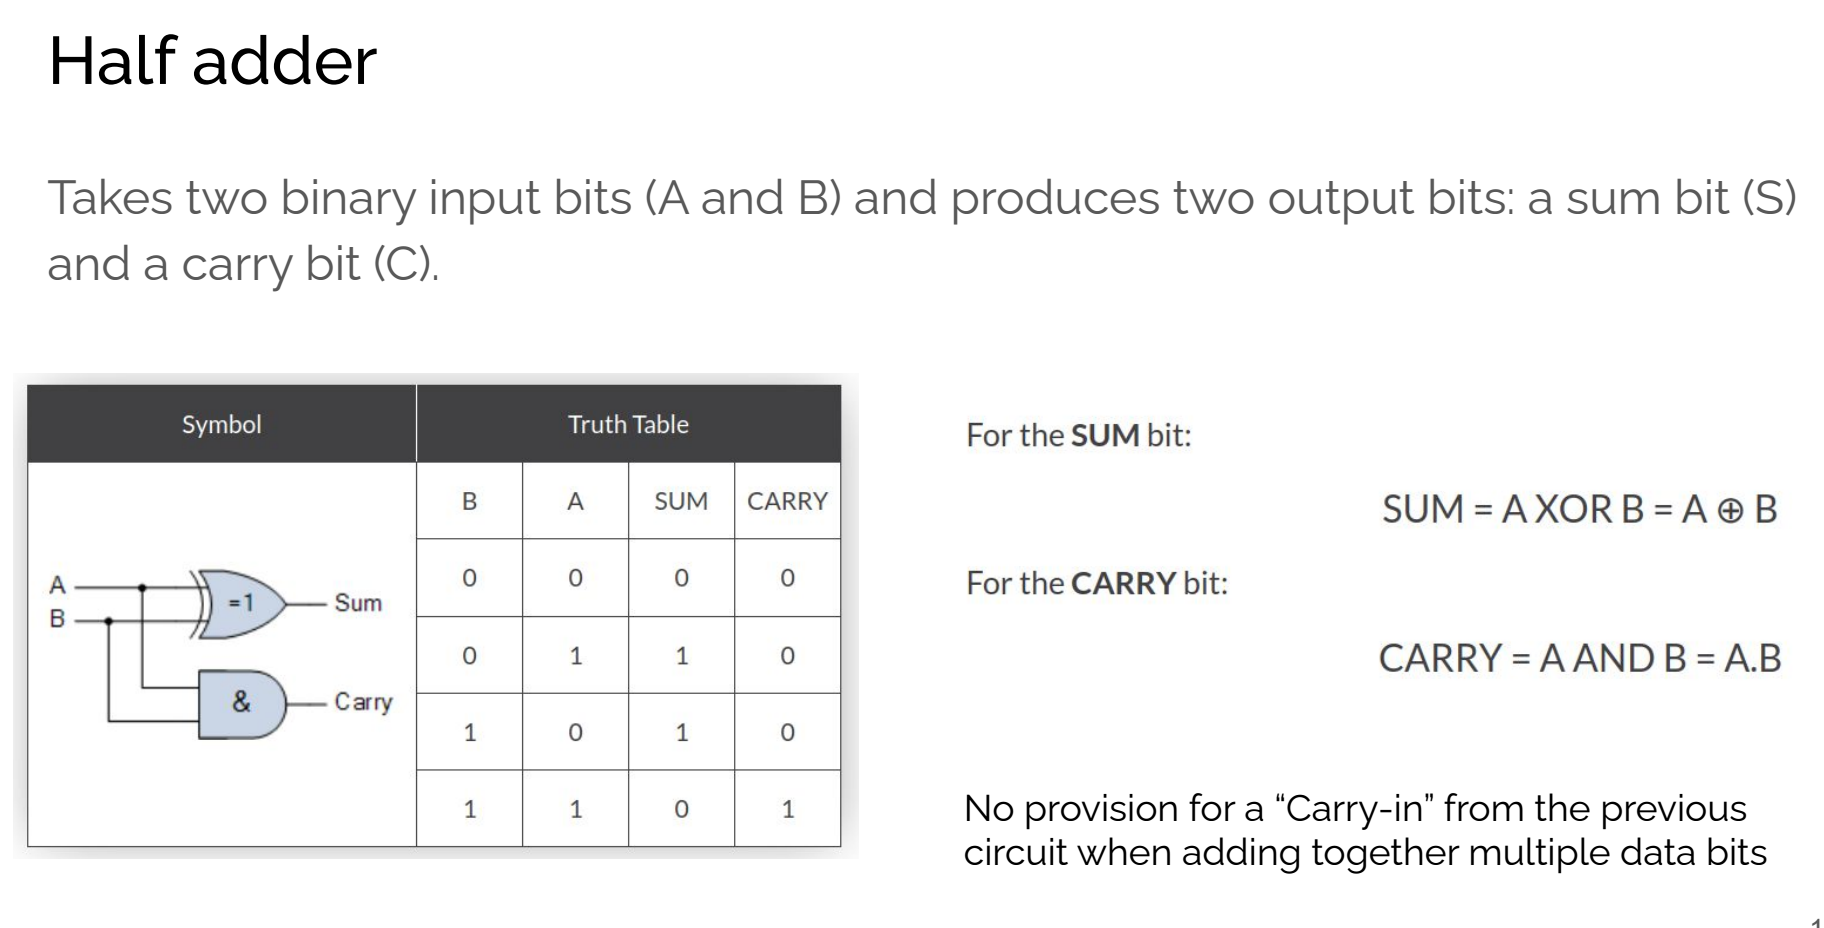 Half adder
Takes two binary input bits (A and B) and produces two output bits: a sum bit (S)
and a carry bit (C).
Symbol Truth Table
B A SUM CARRY
0 0 0 0
0 1 1 0
1 0 1 0
1 1 0 1
A
B
=1
Sum
&
Carry
For the SUM bit:
SUM = A XOR B = A ⊕ B
For the CARRY bit:
CARRY = A AND B = A.B
No provision for a “Carry-in” from the previous
circuit when adding together multiple data bits